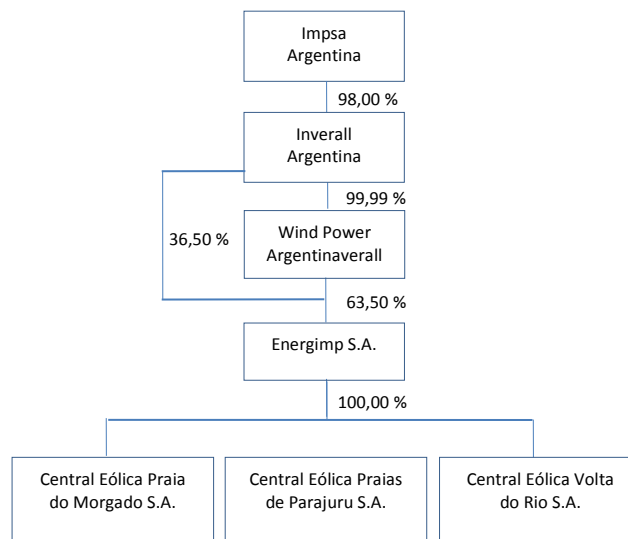 Impsa
Argentina
98,00 %
Inverall
Argentina
99,99 %
36,50 %
Wind Power
Argentinaverall
63,50 %
Energimp S.A.
100,00 %
Central Eólica Praia
do Morgado S.A.
Central Eólica Praias
de Parajuru S.A.
Central Eólica Volta
do Rio S.A.